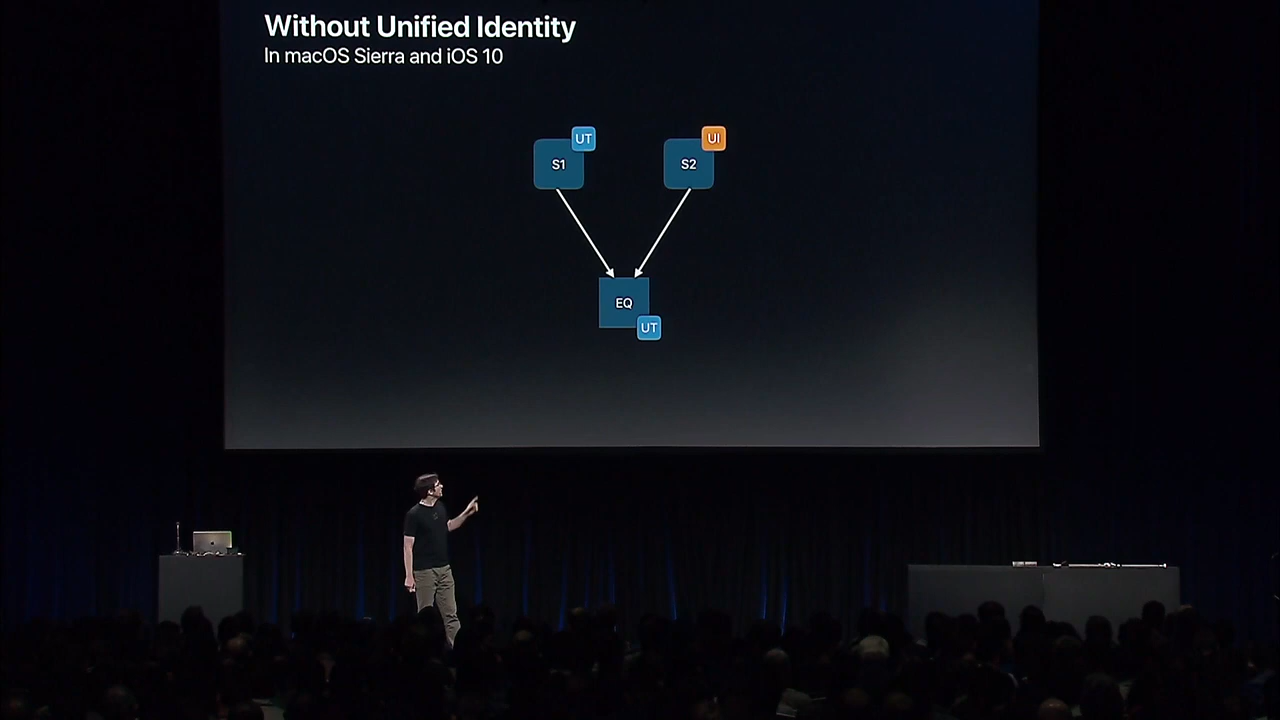 Without Unified Identity
In macOS Sierra and iOS 10
UT
UI
S1
S2
EQ
UT